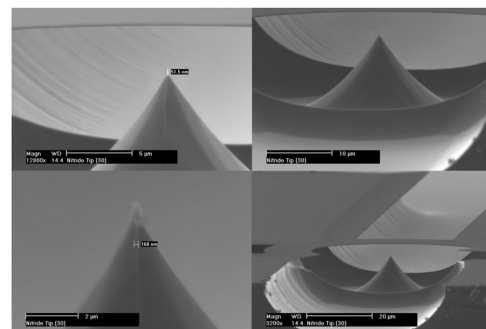 51.5 nm
Magn WD 5 µm
12800x 14.4 Nitride Tip (30)
10 µm
Nitride Tip (30)
160 nm
2 µm
Nitride Tip (30)
Magn WD 20 µm
3200x 14.4 Nitride Tip (30)